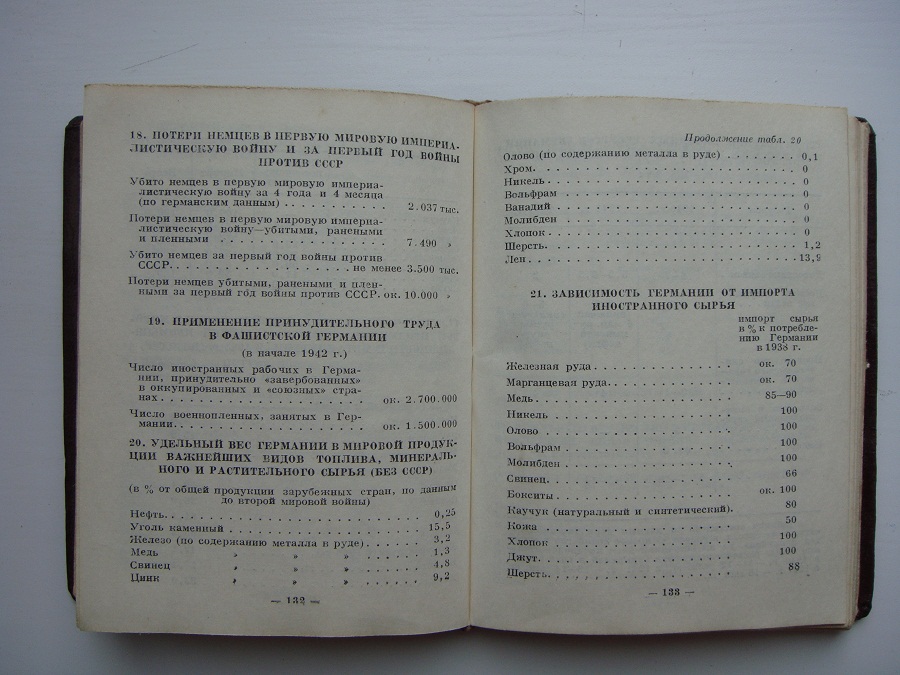 18. ПОТЕРИ НЕМЦЕВ В ПЕРВУЮ МИРОВУЮ ИМПЕРИА-
ЛИСТИЧЕСКУЮ ВОЙНУ И ЗА ПЕРВЫЙ ГОД ВОЙНЫ
ПРОТИВ СССР
Убито немцев в первую мировую империа-
листическую войну за 4 года и 4 месяца
(по германским данным) . . . . . . . . . . . 2.037 тыс.
Потери немцев в первую мировую империа-
листическую войну—убитыми, ранеными
и пленными . . . . . . . . . . . . . . . . 7.490 »
Убито немцев за первый год войны против
СССР. . . . . . . . . . . . . . . . . . не менее 3.500 тыс.
Потери немцев убитыми, ранеными и плен-
ными за первый год войны против СССР. ок. 10.000 »
19. ПРИМЕНЕНИЕ ПРИНУДИТЕЛЬНОГО ТРУДА
В ФАШИСТСКОЙ ГЕРМАНИИ
(в начале 1942 г.)
Число иностранных рабочих в Герма-
нии, принудительно «завербованных»
в оккупированных и «союзных» стра-
нах . . . . . . . . . . . . . . . . . . ок. 2.700.000
Число военнопленных, занятых в Гер-
мании. . . . . . . . . . . . . . . . . ок. 1.500.000
20. УДЕЛЬНЫЙ ВЕС ГЕРМАНИИ В МИРОВОЙ ПРОДУК-
ЦИИ ВАЖНЕЙШИХ ВИДОВ ТОПЛИВА, МИНЕРАЛЬ-
НОГО И РАСТИТЕЛЬНОГО СЫРЬЯ (БЕЗ СССР)
(в % от общей продукции зарубежных стран, по данным
до второй мировой войны)
Нефть. . . . . . . . . . . . . . . . . . . . 0,25
Уголь каменный . . . . . . . . . . . . . . . 15,5
Железо (по содержанию металла в руде) . . . . . . 3,2
Медь » » » . . . . . . 1,3
Свинец » » » . . . . . . 4,8
Цинк » » » . . . . . . 9,2
— 132 —
Продолжение табл. 20
Олово (по содержанию металла в руде) . . . . . . . . 0,1
Хром. . . . . . . . . . . . . . . . . . . . 0
Никель . . . . . . . . . . . . . . . . . . . 0
Вольфрам . . . . . . . . . . . . . . . . . . 0
Ванадий . . . . . . . . . . . . . . . . . . 0
Молибден . . . . . . . . . . . . . . . . . . 0
Хлопок . . . . . . . . . . . . . . . . . . . 0
Шерсть. . . . . . . . . . . . . . . . . . . 1,2
Лен. . . . . . . . . . . . . . . . . . . . 13,9
21. ЗАВИСИМОСТЬ ГЕРМАНИИ ОТ ИМПОРТА
ИНОСТРАННОГО СЫРЬЯ
импорт сырья
в % к потребле-
нию Германии
в 1938 г.
Железная руда . . . . . . . . . . . . . ок. 70
Марганцевая руда. . . . . . . . . . . . ок. 70
Медь . . . . . . . . . . . . . . . . . 85—90
Никель . . . . . . . . . . . . . . . . 100
Олово . . . . . . . . . . . . . . . . . 100
Вольфрам . . . . . . . . . . . . . . . 100
Молибден . . . . . . . . . . . . . . . 100
Свинец. . . . . . . . . . . . . . . . . 66
Бокситы . . . . . . . . . . . . . . . ок. 100
Каучук (натуральный и синтетический). 80
Кожа . . . . . . . . . . . . . . . . . 50
Хлопок . . . . . . . . . . . . . . . . 100
Джут. . . . . . . . . . . . . . . . . . 100
Шерсть. . . . . . . . . . . . . . . . . 88
— 133 —